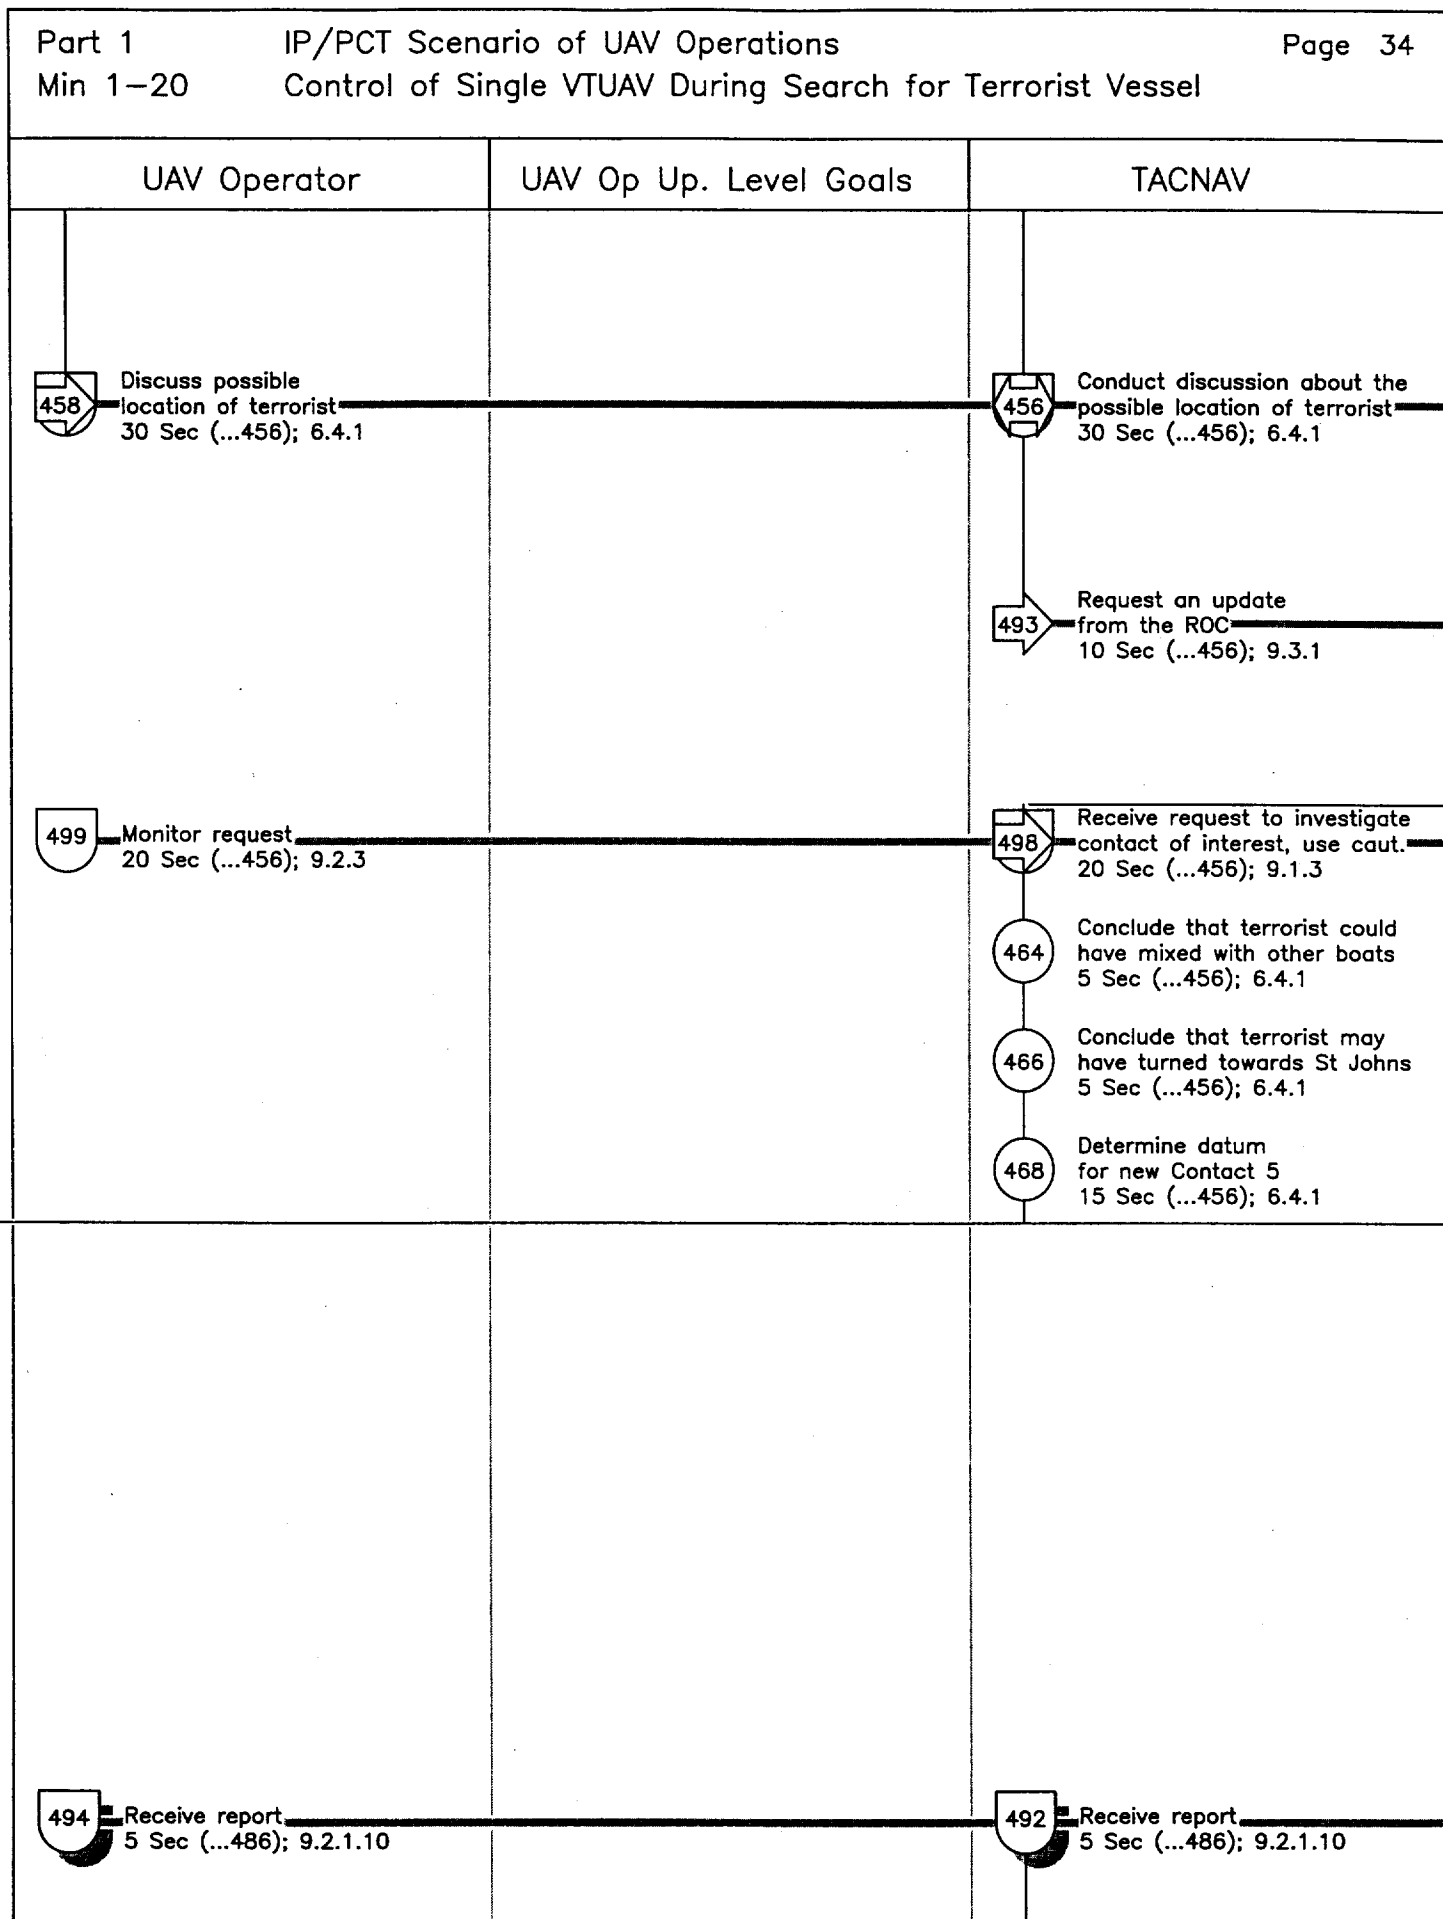 Part 1 IP/PCT Scenario of UAV Operations Page 34
Min 1-20 Control of Single VTUAV During Search for Terrorist Vessel
UAV Operator UAV Op Up. Level Goals TACNAV
458 Discuss possible
location of terrorist
30 Sec (...456); 6.4.1
456 Conduct discussion about the
possible location of terrorist
30 Sec (...456); 6.4.1
493 Request an update
from the ROC
10 Sec (...456); 9.3.1
499 Monitor request
20 Sec (...456); 9.2.3
498 Receive request to investigate
contact of interest, use caut.
20 Sec (...456); 9.1.3
464 Conclude that terrorist could
have mixed with other boats
5 Sec (...456); 6.4.1
466 Conclude that terrorist may
have turned towards St Johns
5 Sec (...456); 6.4.1
468 Determine datum
for new Contact 5
15 Sec (...456); 6.4.1
494 Receive report
5 Sec (...486); 9.2.1.10
492 Receive report
5 Sec (...486); 9.2.1.10